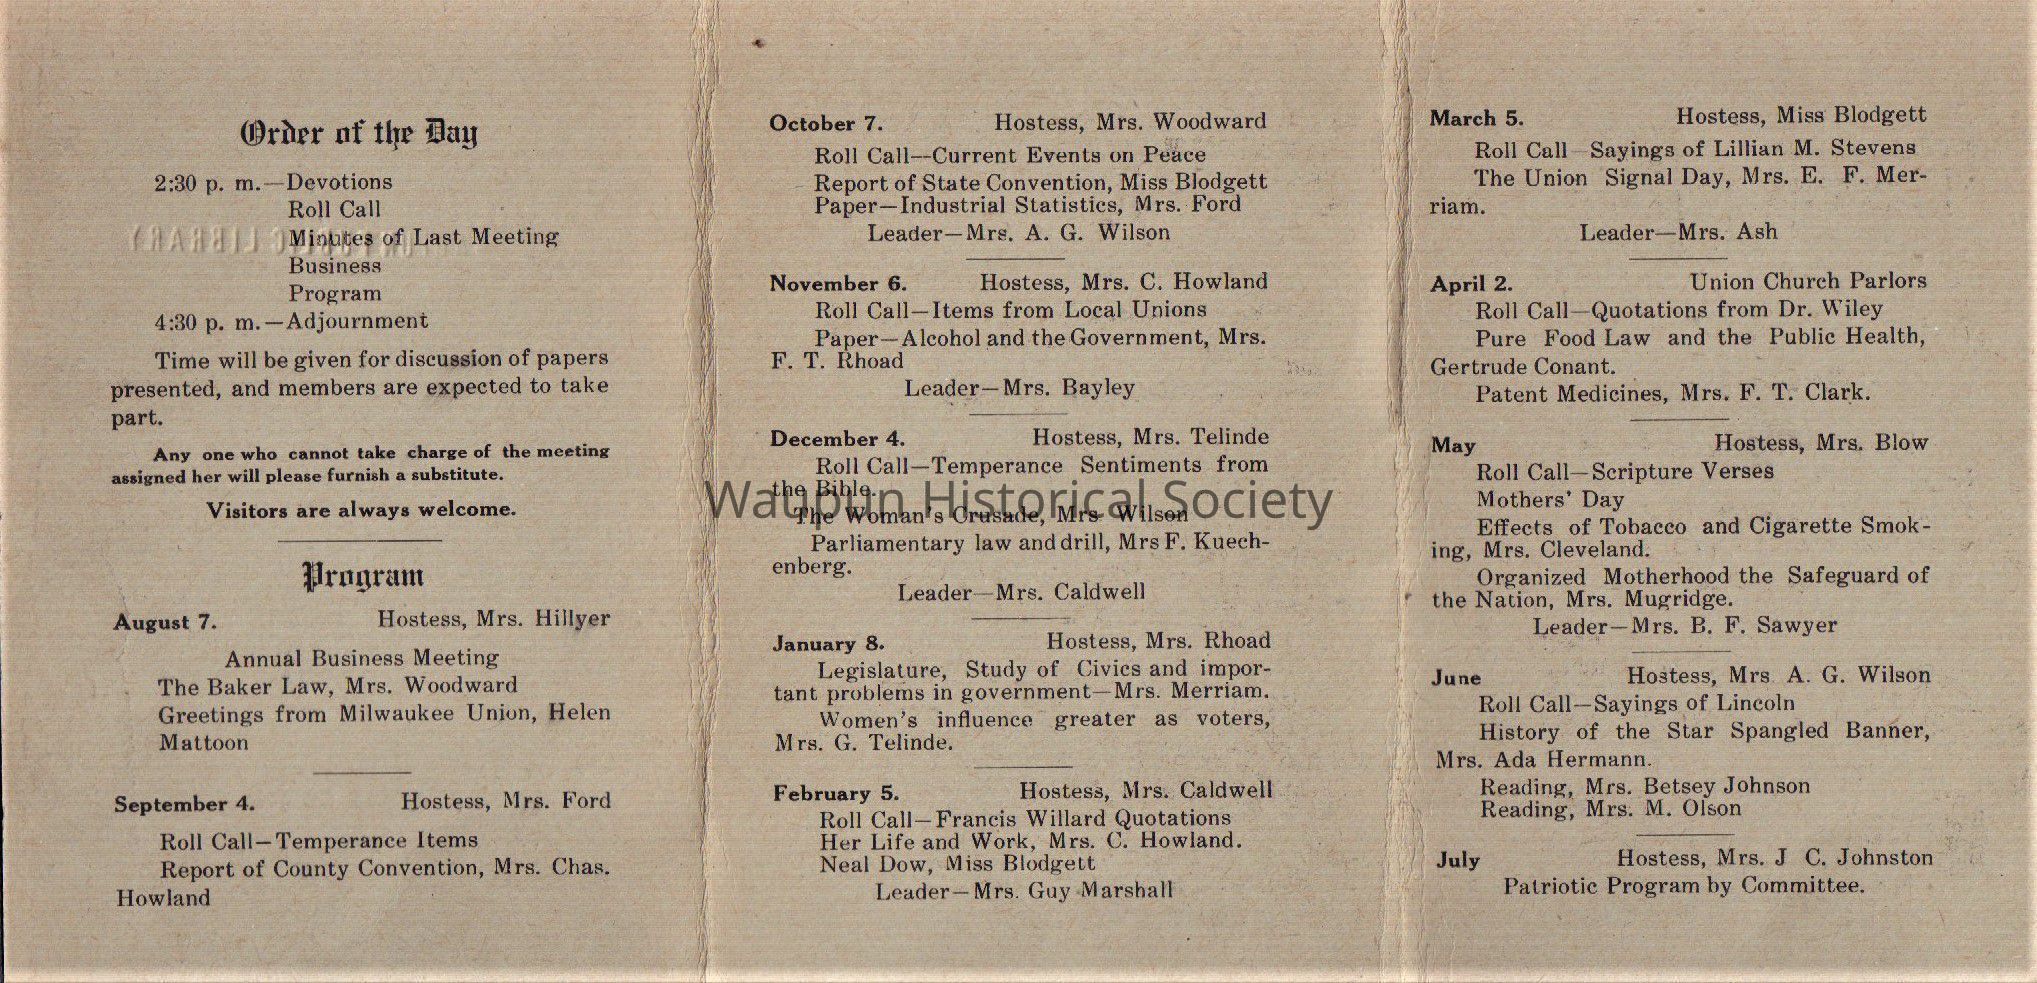 Order of the Day
2:30 p. m.—Devotions
Roll Call
Minutes of Last Meeting
Business
Program
4:30 p. m.—Adjournment
Time will be given for discussion of papers
presented, and members are expected to take
part.
Any one who cannot take charge of the meeting
assigned her will please furnish a substitute.
Visitors are always welcome.
Program
August 7. Hostess, Mrs. Hillyer
Annual Business Meeting
The Baker Law, Mrs. Woodward
Greetings from Milwaukee Union, Helen
Mattoon
September 4. Hostess, Mrs. Ford
Roll Call—Temperance Items
Report of County Convention, Mrs. Chas.
Howland
October 7. Hostess, Mrs. Woodward
Roll Call--Current Events on Peace
Report of State Convention, Miss Blodgett
Paper—Industrial Statistics, Mrs. Ford
Leader—Mrs. A. G. Wilson
November 6. Hostess, Mrs. C. Howland
Roll Call—Items from Local Unions
Paper—Alcohol and the Government, Mrs.
F. T. Rhoad
Leader—Mrs. Bayley
December 4. Hostess, Mrs. Telinde
Roll Call—Temperance Sentiments from
the Bible.
The Woman's Crusade, Mrs Wilson
Parliamentary law and drill, Mrs F. Kuech-
enberg.
Leader—Mrs. Caldwell
January 8. Hostess, Mrs. Rhoad
Legislature, Study of Civics and impor-
tant problems in government—Mrs. Merriam.
Women's influence greater as voters,
Mrs. G. Telinde.
February 5. Hostess, Mrs. Caldwell
Roll Call—Francis Willard Quotations
Her Life and Work, Mrs. C. Howland.
Neal Dow, Miss Blodgett
Leader—Mrs. Guy Marshall
March 5. Hostess, Miss Blodgett
Roll Call—Sayings of Lillian M. Stevens
The Union Signal Day, Mrs. E. F. Mer-
riam.
Leader—Mrs. Ash
April 2. Union Church Parlors
Roll Call—Quotations from Dr. Wiley
Pure Food Law and the Public Health,
Gertrude Conant.
Patent Medicines, Mrs. F. T. Clark.
May Hostess, Mrs. Blow
Roll Call—Scripture Verses
Mothers' Day
Effects of Tobacco and Cigarette Smok-
ing, Mrs. Cleveland.
Organized Motherhood the Safeguard of
the Nation, Mrs. Mugridge.
Leader—Mrs. B. F. Sawyer
June Hostess, Mrs A. G. Wilson
Roll Call—Sayings of Lincoln
History of the Star Spangled Banner,
Mrs. Ada Hermann.
Reading, Mrs. Betsey Johnson
Reading, Mrs. M. Olson
July Hostess, Mrs. J C. Johnston
Patriotic Program by Committee.
Waupun Historical Society